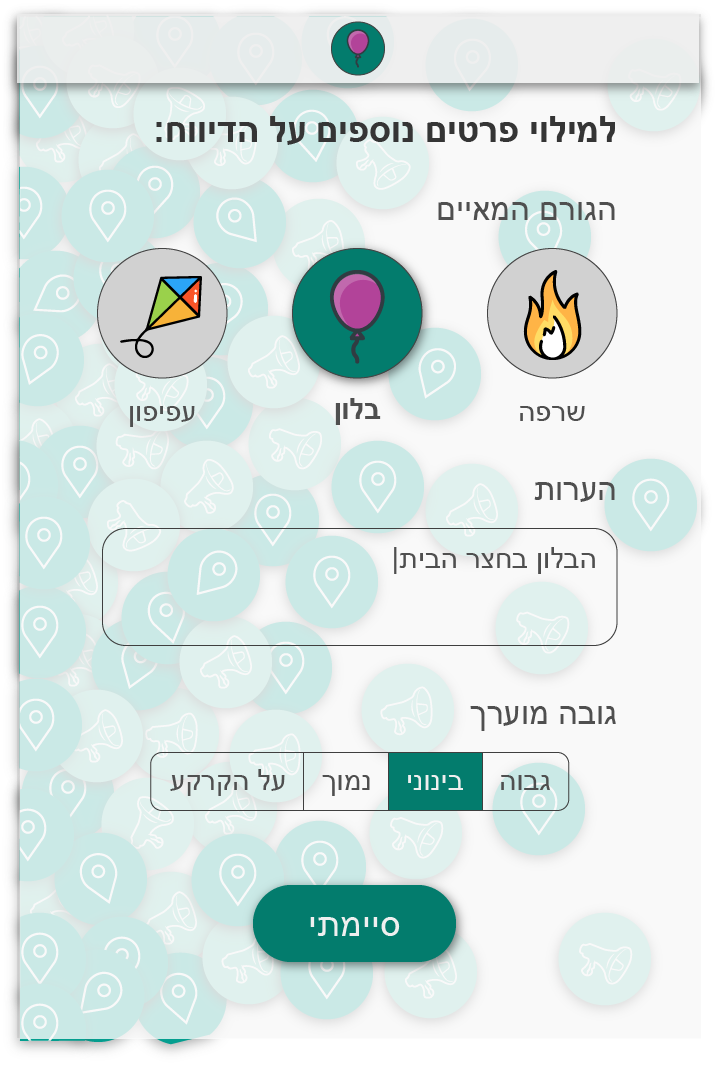 למילוי פרטים נוספים על הדיווח:
הגורם המאיים
שרפה
בלון
עפיפון
הערות
הבלון בחצר הבית|
גובה מוערך
גבוה
בינוני
נמוך
על הקרקע
סיימתי